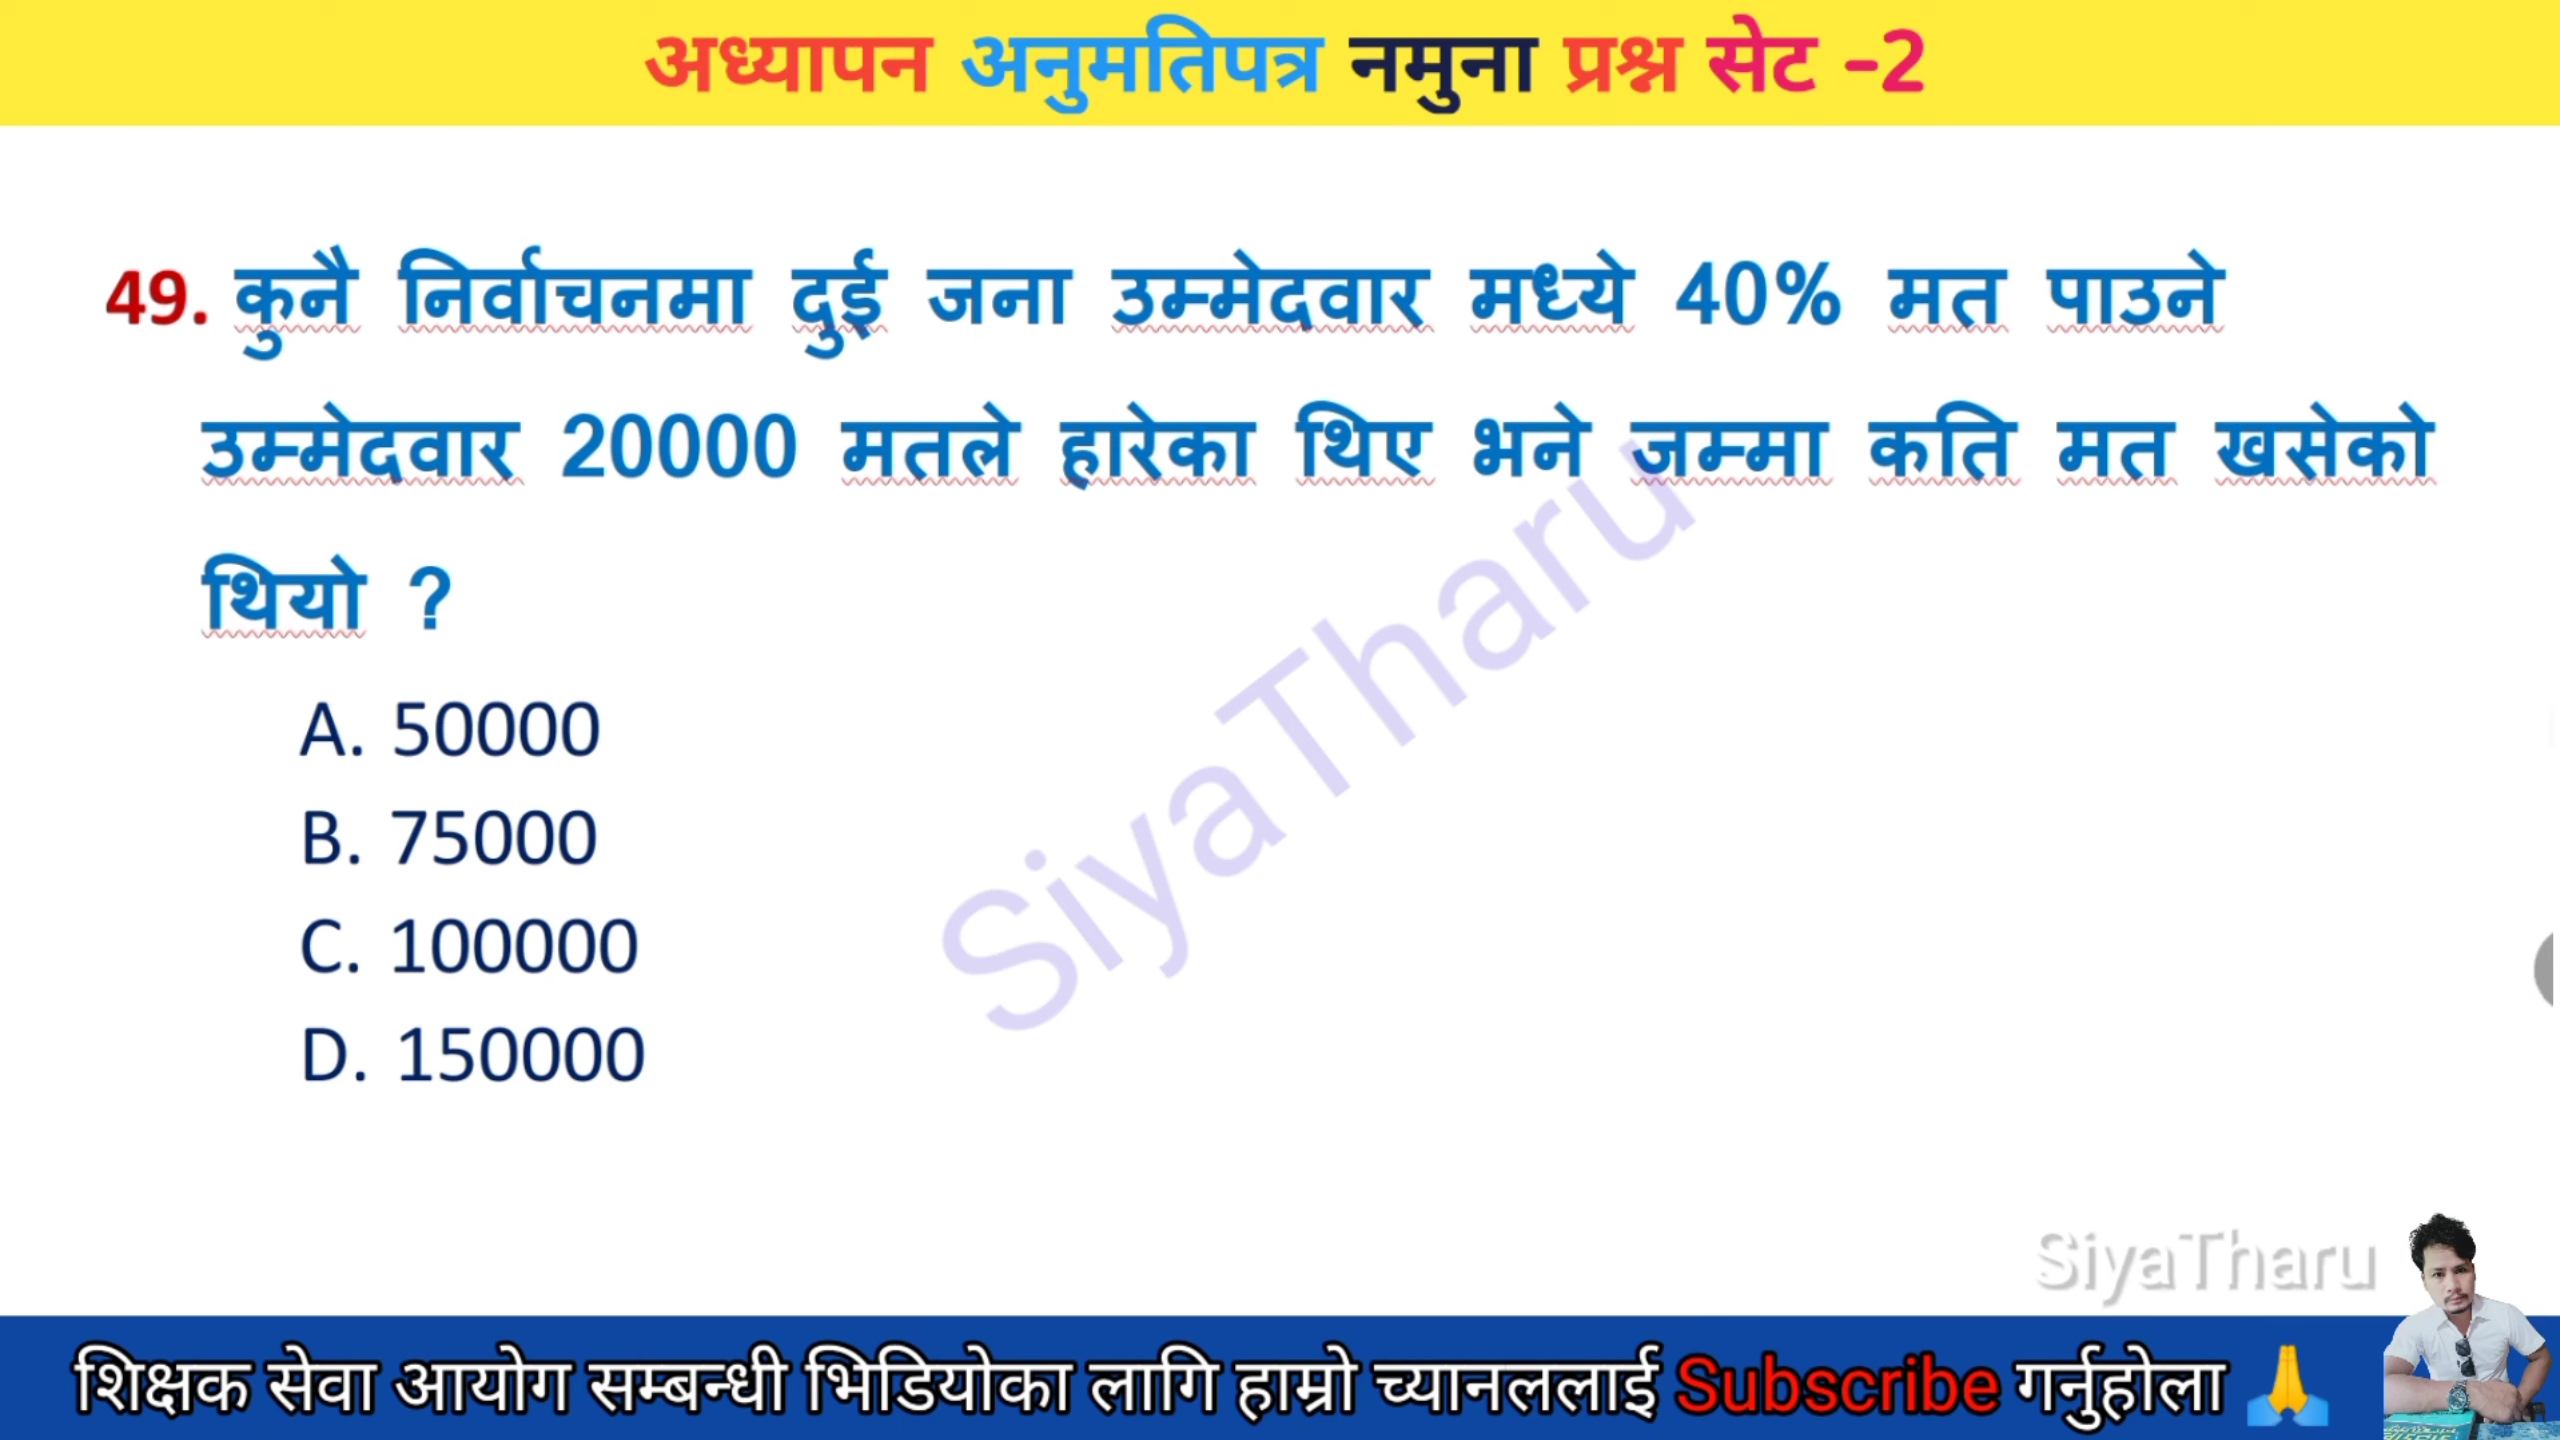 अध्यापन अनुमतिपत्र नमुना प्रश्न सेट -2
49. कुनै निर्वाचनमा दुई जना उम्मेदवार मध्ये 40% मत पाउने
उम्मेदवार 20000 मतले हारेका थिए भने जम्मा कति मत खसेको
थियो ?
A. 50000
B. 75000
C. 100000
D. 150000
SiyaTharu
SiyaTharu
शिक्षक सेवा आयोग सम्बन्धी भिडियोका लागि हाम्रो च्यानललाई Subscribe गर्नुहोला 🙏